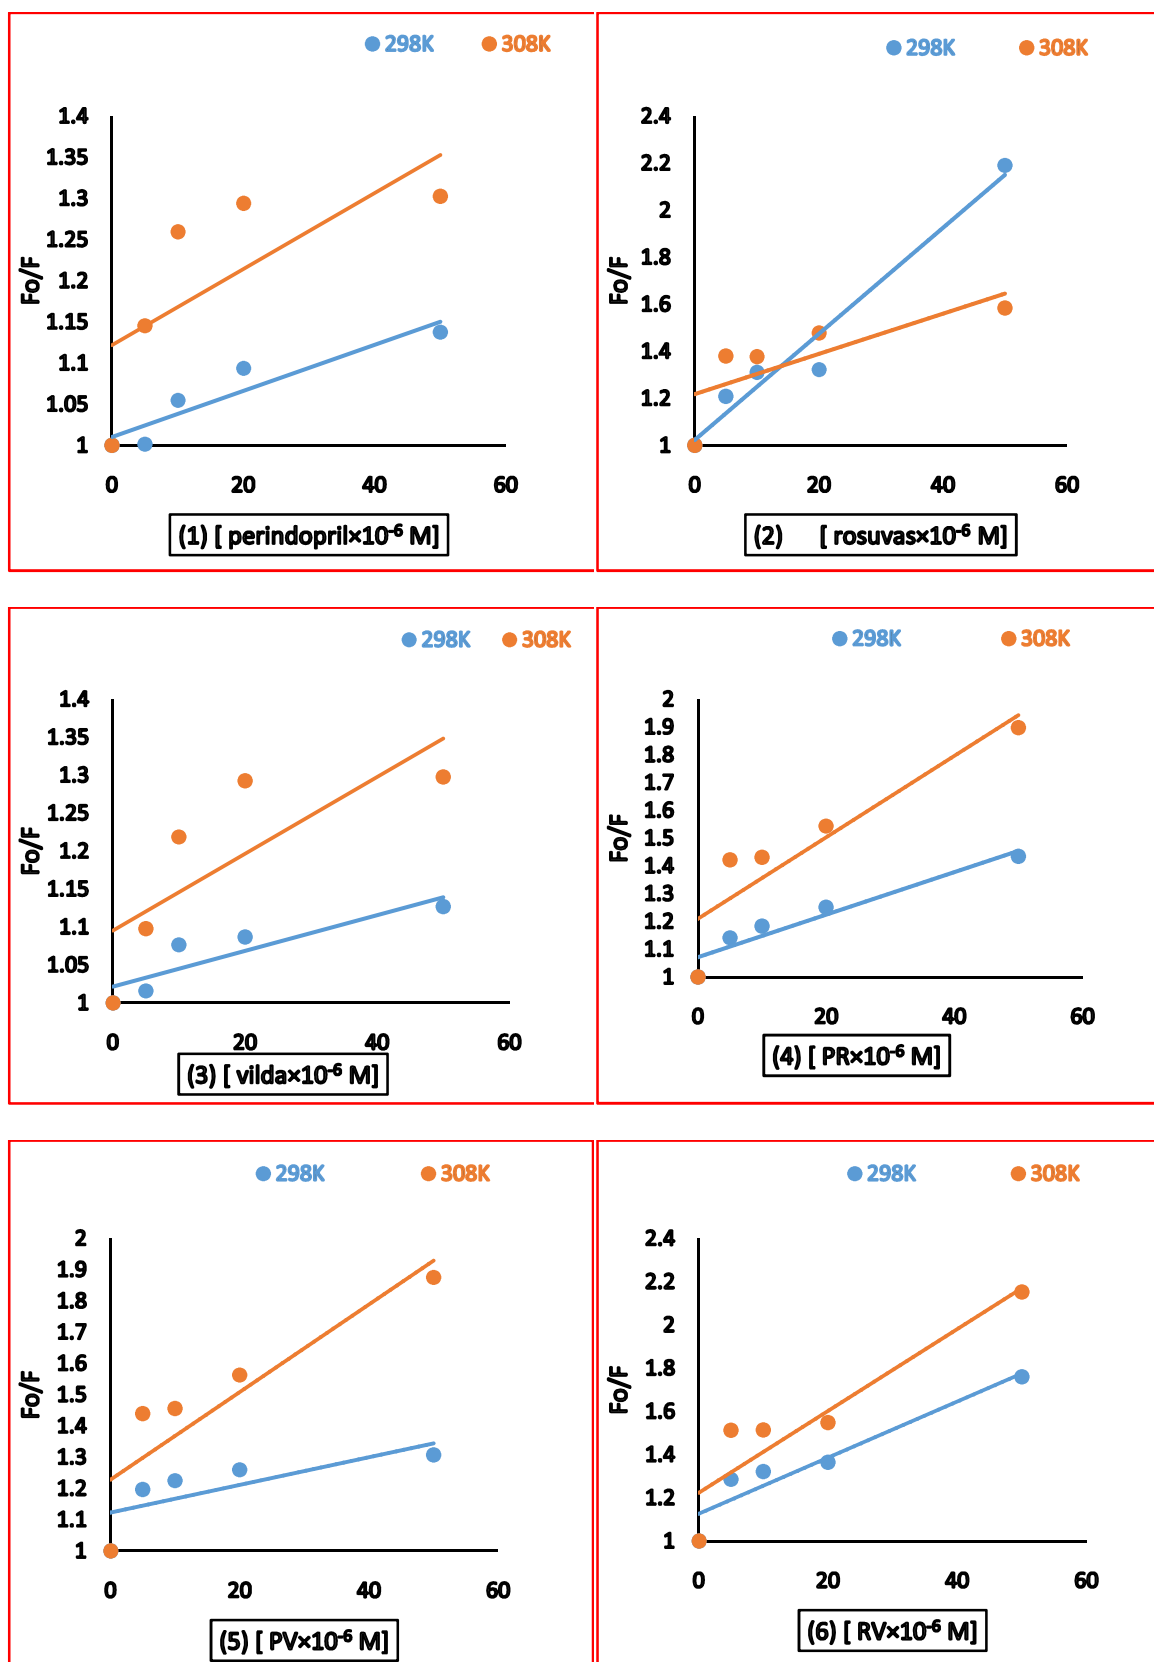 298K 308K
1.4
1.35
1.3
1.25
1.2
1.15
1.1
1.05
1
Fo/F
0 20 40 60
(1) [ perindopril×10⁻⁶ M]
298K 308K
2.4
2.2
2
1.8
1.6
1.4
1.2
1
Fo/F
0 20 40 60
(2) [ rosuvas×10⁻⁶ M]
298K 308K
1.4
1.35
1.3
1.25
1.2
1.15
1.1
1.05
1
Fo/F
0 20 40 60
(3) [ vilda×10⁻⁶ M]
298K 308K
2
1.9
1.8
1.7
1.6
1.5
1.4
1.3
1.2
1.1
1
Fo/F
0 20 40 60
(4) [ PR×10⁻⁶ M]
298K 308K
2
1.9
1.8
1.7
1.6
1.5
1.4
1.3
1.2
1.1
1
Fo/F
0 20 40 60
(5) [ PV×10⁻⁶ M]
298K 308K
2.4
2.2
2
1.8
1.6
1.4
1.2
1
Fo/F
0 20 40 60
(6) [ RV×10⁻⁶ M]